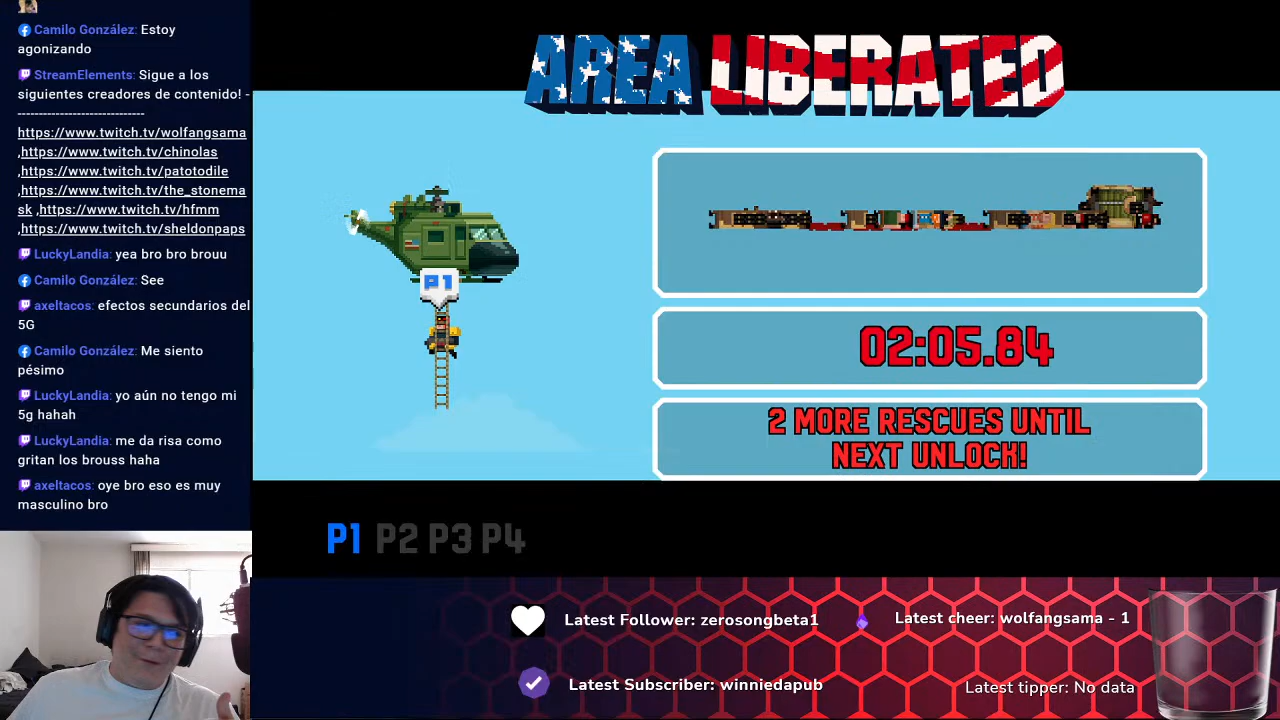 Camilo González: Estoy
agonizando
StreamElements: Sigue a los
siguientes creadores de contenido! -
------------------------------
https://www.twitch.tv/wolfangsama
,https://www.twitch.tv/chinolas
,https://www.twitch.tv/patotodile
,https://www.twitch.tv/the_stonema
sk ,https://www.twitch.tv/hfmm
,https://www.twitch.tv/sheldonpaps
LuckyLandia: yea bro bro brouu
Camilo González: See
axeltacos: efectos secundarios del
5G
Camilo González: Me siento
pésimo
LuckyLandia: yo aún no tengo mi
5g hahah
LuckyLandia: me da risa como
gritan los brouss haha
axeltacos: oye bro eso es muy
masculino bro
AREA LIBERATED
P1
02:05.84
2 MORE RESCUES UNTIL
NEXT UNLOCK!
P1 P2 P3 P4
Latest Follower: zerosongbeta1
Latest cheer: wolfangsama - 1
Latest Subscriber: winniedapub
Latest tipper: No data